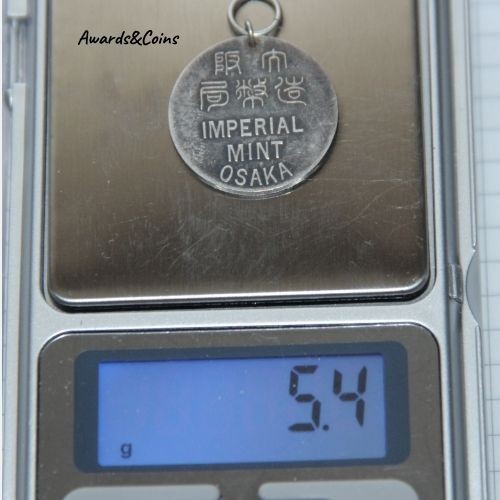 Awards&Coins
阪大
局幣造
IMPERIAL
MINT
OSAKA
5.4
g